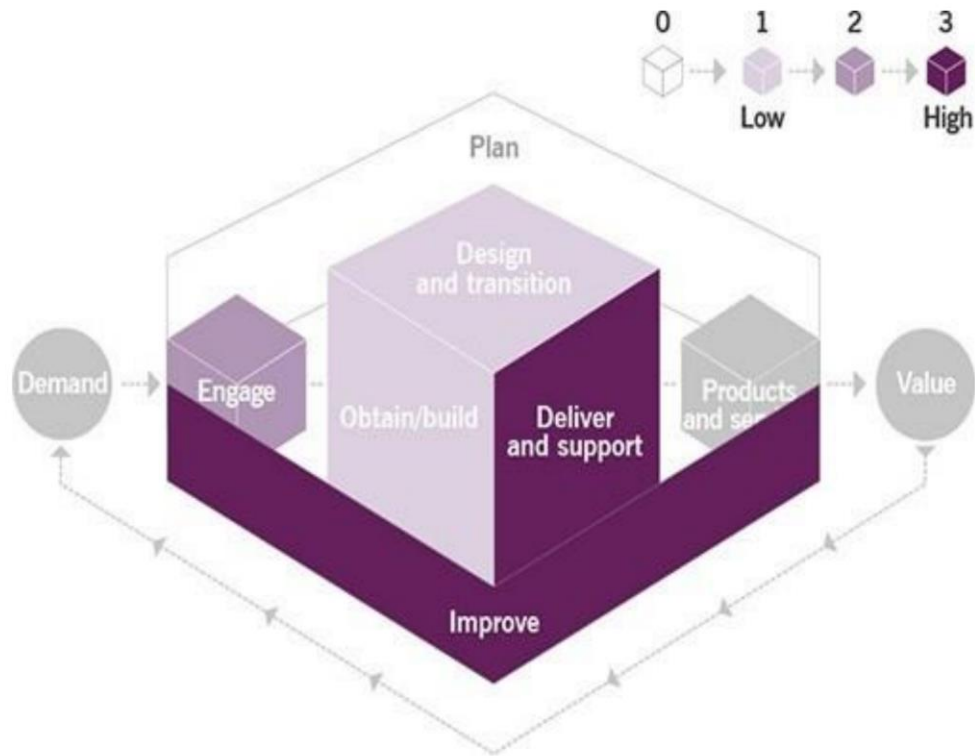 0 1 2 3
Low High
Plan
Design
and transition
Demand
Engage
Obtain/build
Deliver
and support
Products
and
Value
Improve